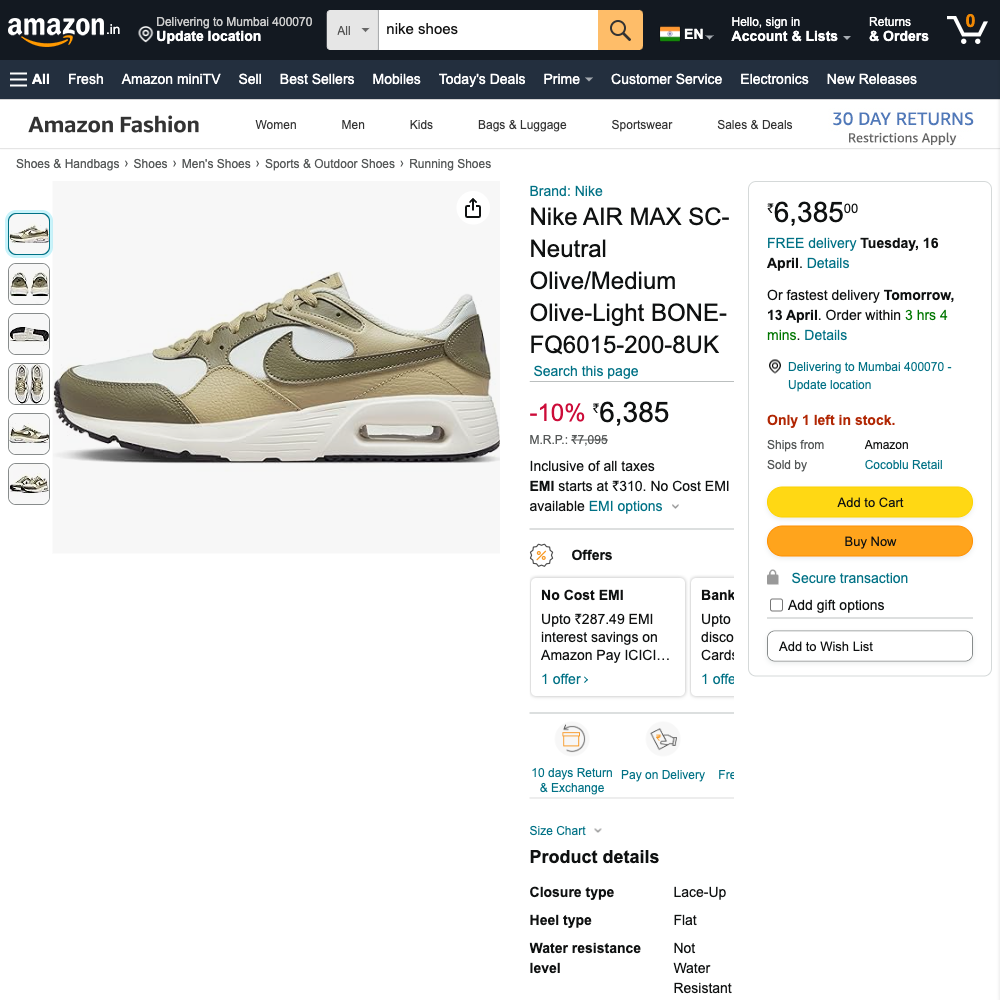 amazon.in
Delivering to Mumbai 400070
Update location
All
nike shoes
EN
Hello, sign in
Account & Lists
Returns
& Orders
0
All
Fresh
Amazon miniTV
Sell
Best Sellers
Mobiles
Today's Deals
Prime
Customer Service
Electronics
New Releases
Amazon Fashion
Women
Men
Kids
Bags & Luggage
Sportswear
Sales & Deals
30 DAY RETURNS
Restrictions Apply
Shoes & Handbags › Shoes › Men's Shoes › Sports & Outdoor Shoes › Running Shoes
Brand: Nike
Nike AIR MAX SC-
Neutral
Olive/Medium
Olive-Light BONE-
FQ6015-200-8UK
Search this page
-10% ₹6,385
M.R.P.: ₹7,095
Inclusive of all taxes
EMI starts at ₹310. No Cost EMI
available EMI options
Offers
No Cost EMI
Upto ₹287.49 EMI
interest savings on
Amazon Pay ICICI…
1 offer ›
Bank
Upto
disco
Cards
1 offe
10 days Return
& Exchange
Pay on Delivery
Fre
Size Chart
Product details
Closure type Lace-Up
Heel type Flat
Water resistance level Not
Water
Resistant
₹6,38500
FREE delivery Tuesday, 16
April. Details
Or fastest delivery Tomorrow,
13 April. Order within 3 hrs 4
mins. Details
Delivering to Mumbai 400070 -
Update location
Only 1 left in stock.
Ships from Amazon
Sold by Cocoblu Retail
Add to Cart
Buy Now
Secure transaction
Add gift options
Add to Wish List